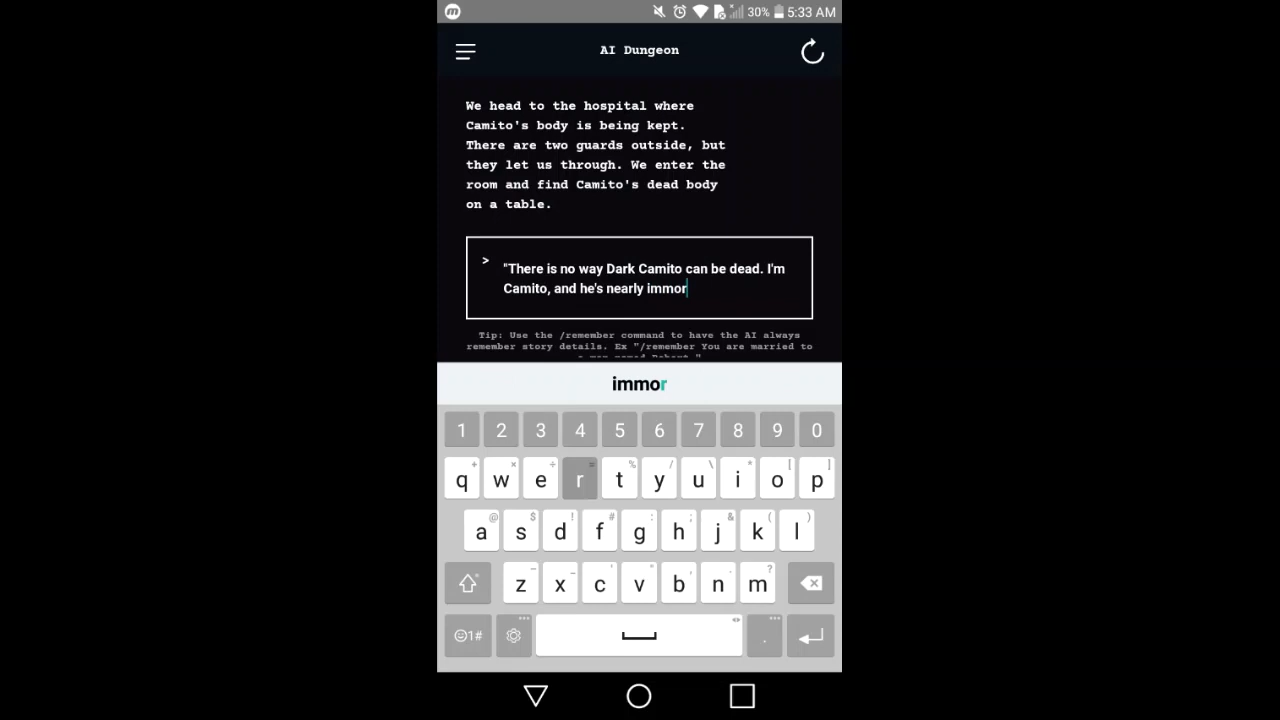 30% 5:33 AM
AI Dungeon
We head to the hospital where
Camito's body is being kept.
There are two guards outside, but
they let us through. We enter the
room and find Camito's dead body
on a table.
> "There is no way Dark Camito can be dead. I'm
Camito, and he's nearly immor
Tip: Use the /remember command to have the AI always
remember story details. Ex "/remember You are married to
immor
1 2 3 4 5 6 7 8 9 0
q w e r t y u i o p
a s d f g h j k l
z x c v b n m
1# .